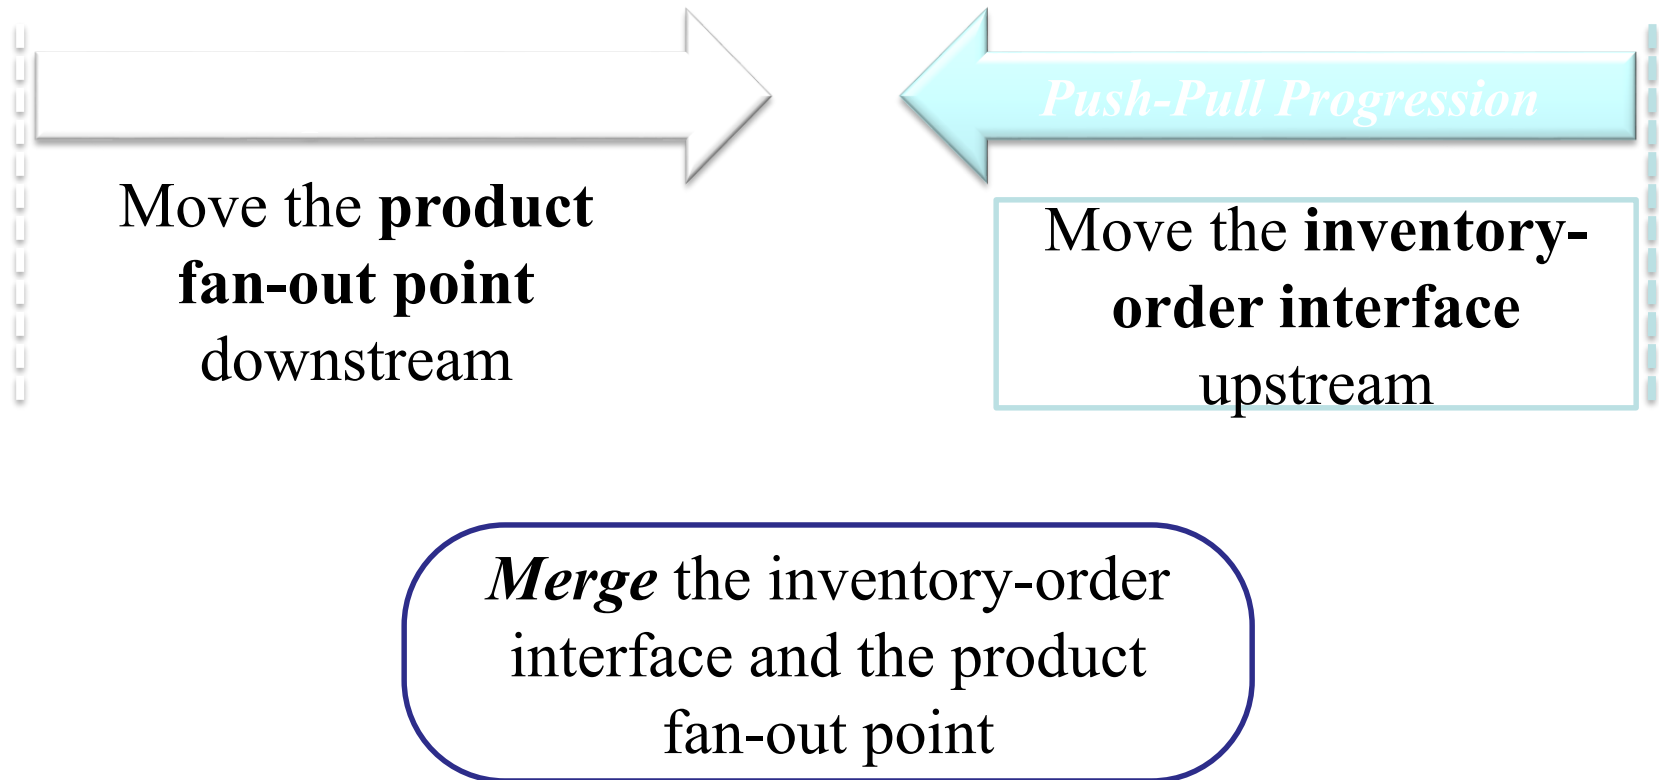 Push-Pull Progression
Move the product
fan-out point
downstream
Move the inventory-
order interface
upstream
Merge the inventory-order
interface and the product
fan-out point